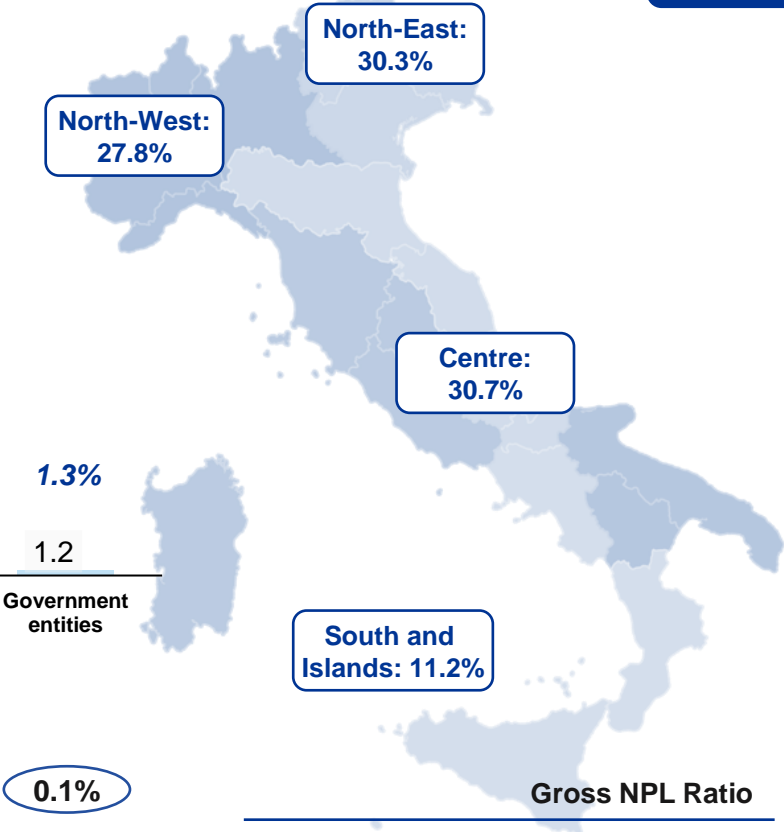 North-East:
30.3%
North-West:
27.8%
Centre:
30.7%
1.3%
1.2
Government
entities
South and
Islands: 11.2%
0.1%
Gross NPL Ratio